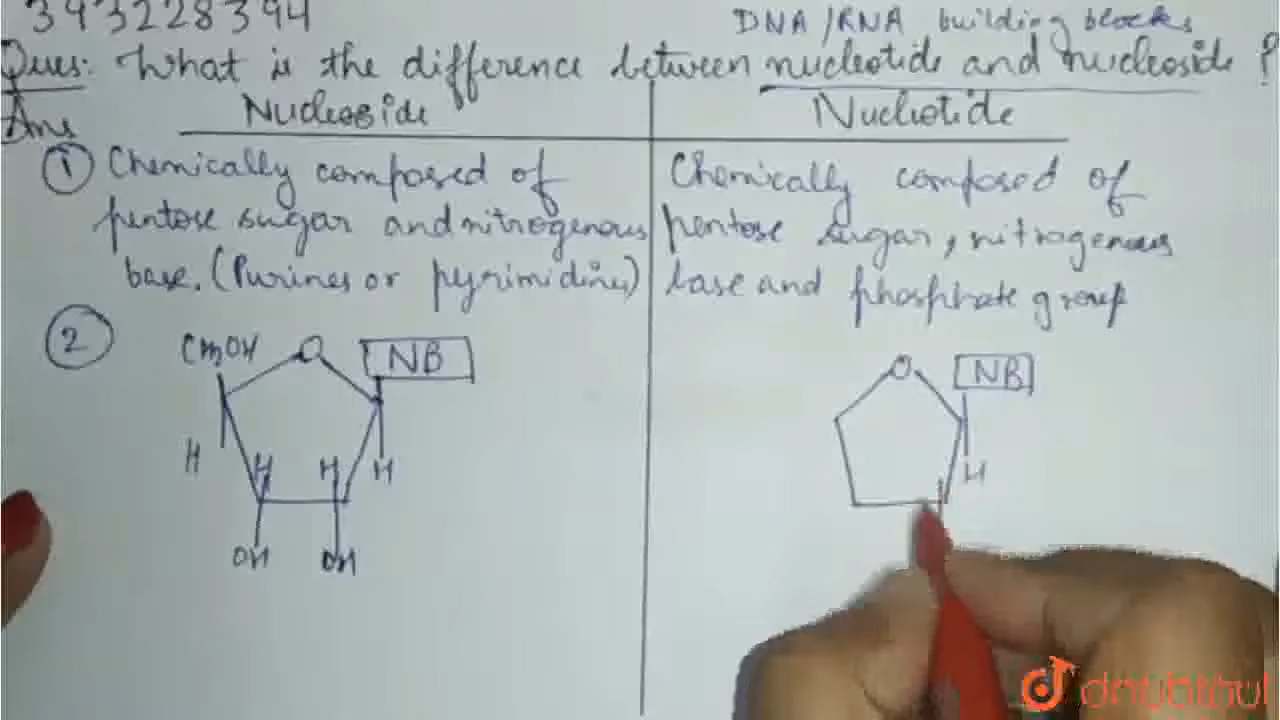 393228394
DNA/RNA building blocks
Ques: What is the difference between nucleotide and nucleoside ?
Ans
Nucleoside
Nucleotide
① Chemically composed of
pentose sugar and nitrogenous
base. (Purines or pyrimidines)
Chemically composed of
pentose sugar, nitrogenous
base and phosphate group
②
CH2OH O NB
H H H H
OH OH
O NB
H
doubtnut